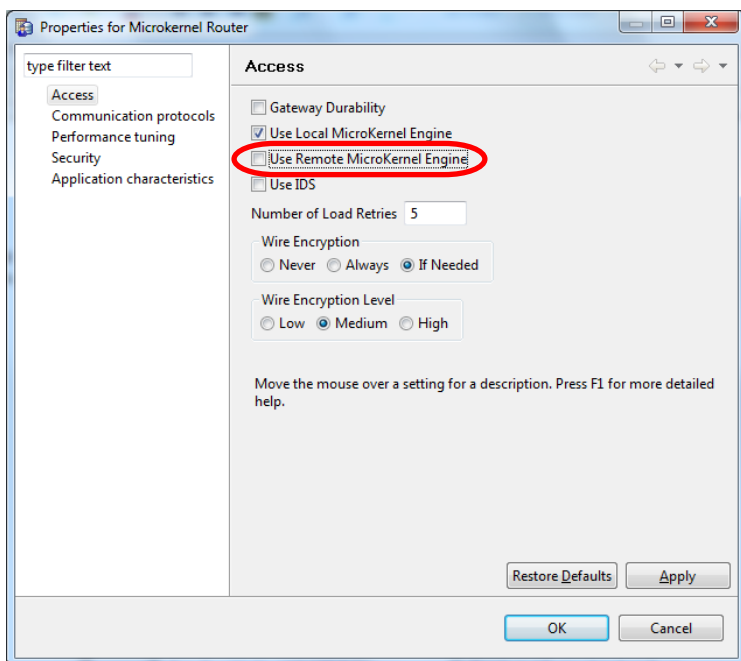 Properties for Microkernel Router
type filter text
Access
Communication protocols
Performance tuning
Security
Application characteristics
Access
Gateway Durability
Use Local MicroKernel Engine
Use Remote MicroKernel Engine
Use IDS
Number of Load Retries 5
Wire Encryption
Never Always If Needed
Wire Encryption Level
Low Medium High
Move the mouse over a setting for a description. Press F1 for more detailed
help.
Restore Defaults Apply
OK Cancel